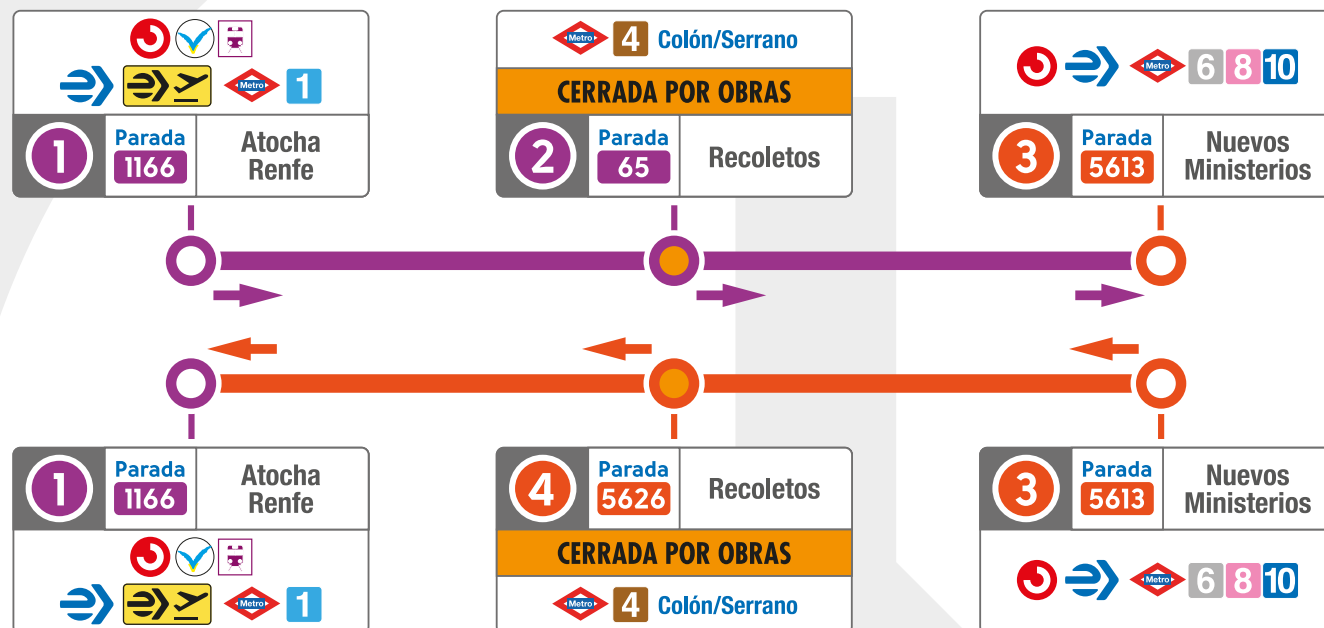 Metro 4 Colón/Serrano
Metro 6 8 10
Metro 1
CERRADA POR OBRAS
1 Parada 1166 Atocha Renfe
2 Parada 65 Recoletos
3 Parada 5613 Nuevos Ministerios
1 Parada 1166 Atocha Renfe
4 Parada 5626 Recoletos
3 Parada 5613 Nuevos Ministerios
CERRADA POR OBRAS
Metro 6 8 10
Metro 1
Metro 4 Colón/Serrano